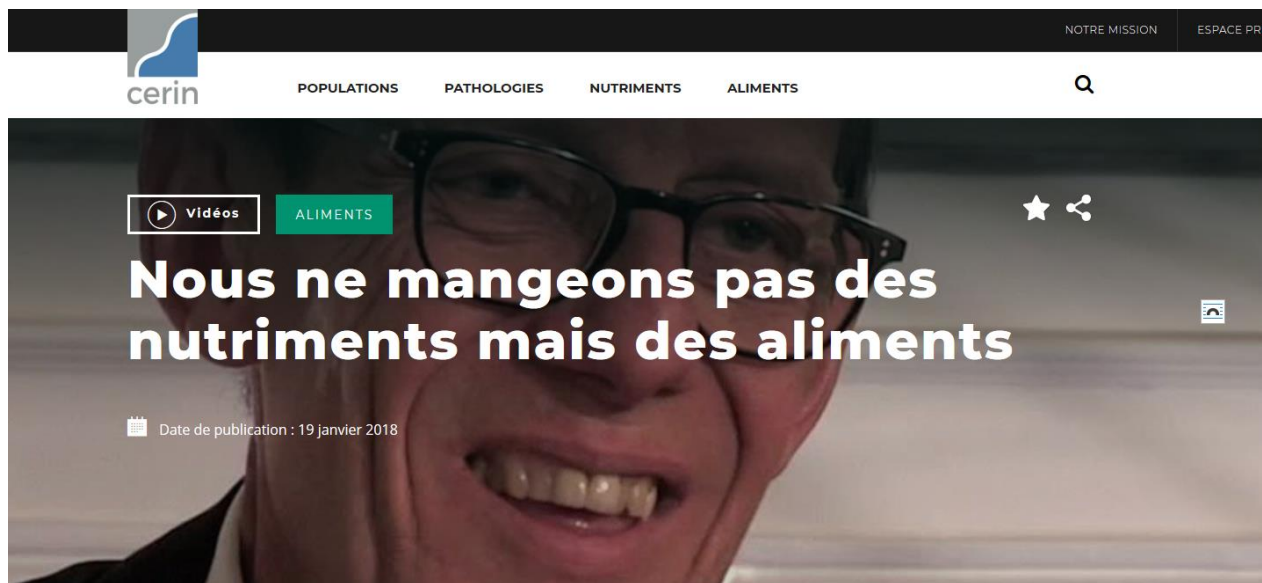 NOTRE MISSION ESPACE PR
cerin
POPULATIONS PATHOLOGIES NUTRIMENTS ALIMENTS
Vidéos ALIMENTS
Nous ne mangeons pas des
nutriments mais des aliments
Date de publication : 19 janvier 2018